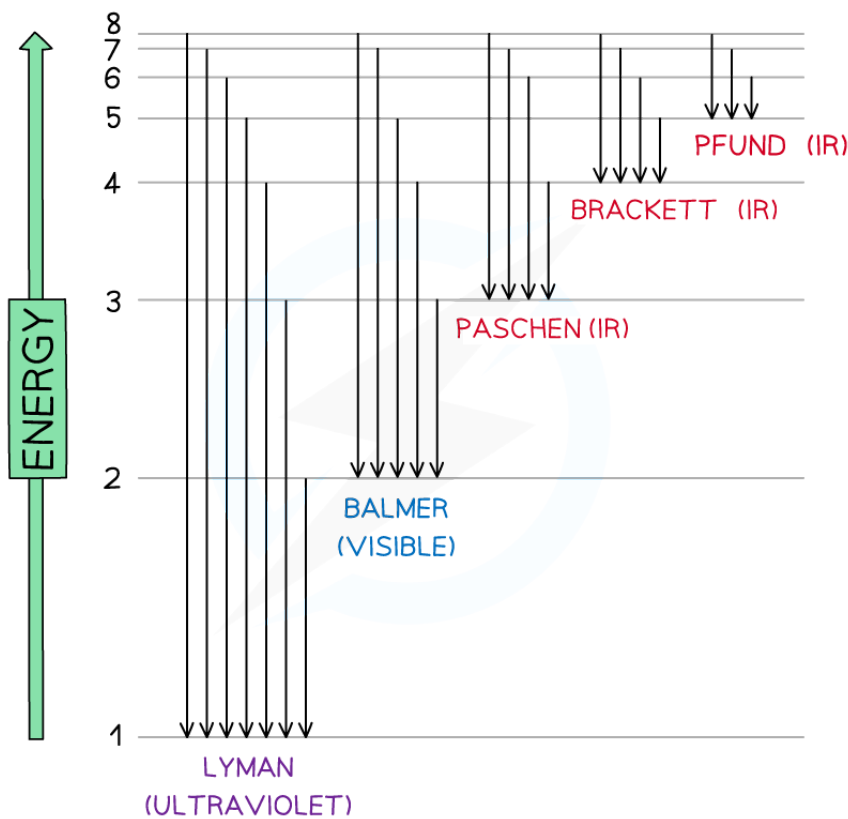 8
7
6
5
PFUND (IR)
4
BRACKETT (IR)
ENERGY
3
PASCHEN (IR)
2
BALMER
(VISIBLE)
1
LYMAN
(ULTRAVIOLET)